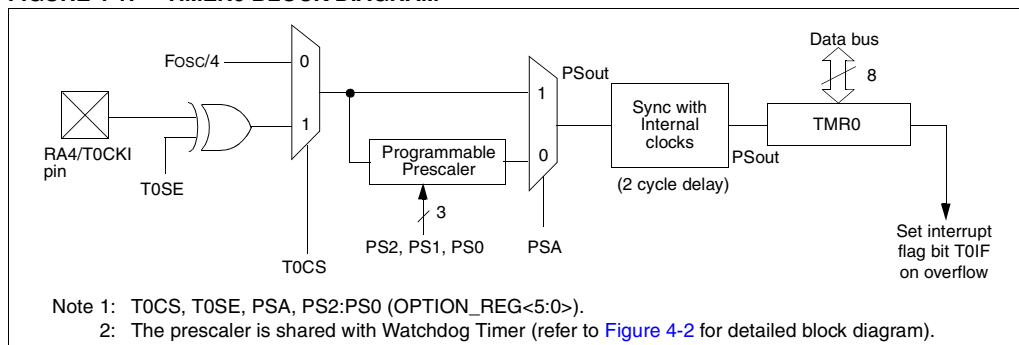 Data bus
FOSC/4
0
PSout
8
1
Sync with
Internal
clocks
TMR0
1
RA4/T0CKI
pin
Programmable
Prescaler
0
PSout
T0SE
(2 cycle delay)
3
PS2, PS1, PS0
PSA
Set interrupt
flag bit T0IF
on overflow
T0CS
Note 1: T0CS, T0SE, PSA, PS2:PS0 (OPTION_REG<5:0>).
2: The prescaler is shared with Watchdog Timer (refer to Figure 4-2 for detailed block diagram).